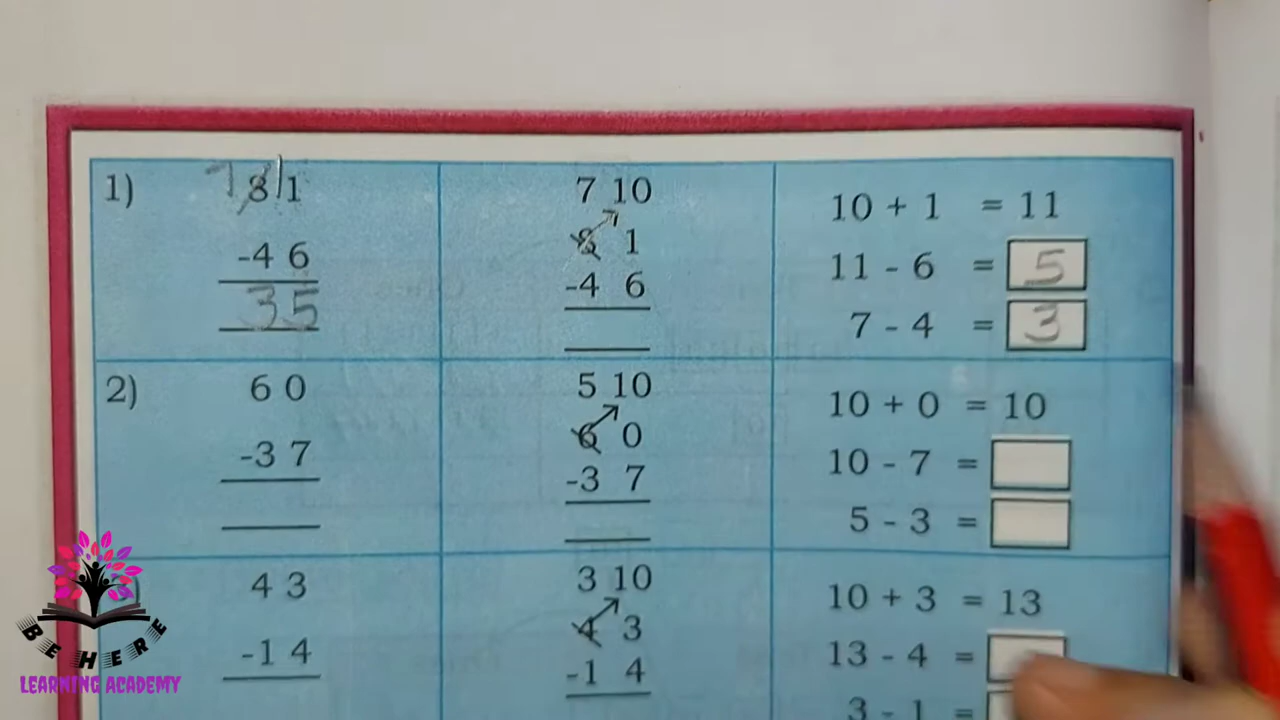 1)
7 1
8 1
-4 6
35
7 10
8 1
-4 6
10 + 1 = 11
11 - 6 = 5
7 - 4 = 3
2)
6 0
-3 7
5 10
6 0
-3 7
10 + 0 = 10
10 - 7 =
5 - 3 =
4 3
-1 4
3 10
4 3
-1 4
10 + 3 = 13
13 - 4 =
3 - 1 =
BE HERE
LEARNING ACADEMY